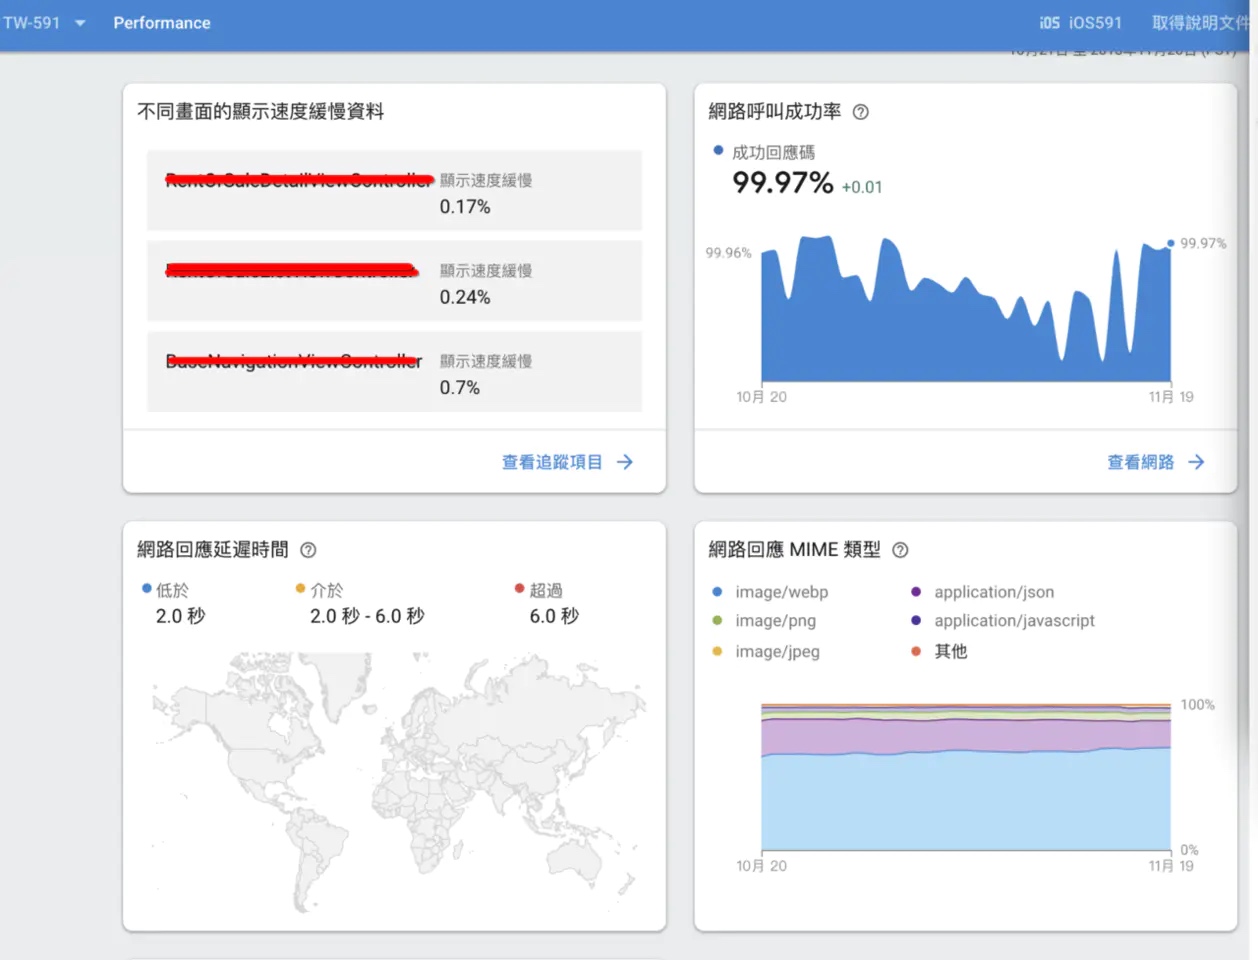 TW-591
Performance
iOS iOS591
取得說明文件
不同畫面的顯示速度緩慢資料
顯示速度緩慢
0.17%
顯示速度緩慢
0.24%
BaseNavigationViewController
顯示速度緩慢
0.7%
查看追蹤項目
網路呼叫成功率
成功回應碼
99.97% +0.01
99.96%
99.97%
10月 20
11月 19
查看網路
網路回應延遲時間
低於
2.0 秒
介於
2.0 秒 - 6.0 秒
超過
6.0 秒
網路回應 MIME 類型
image/webp
application/json
image/png
application/javascript
image/jpeg
其他
100%
0%
10月 20
11月 19